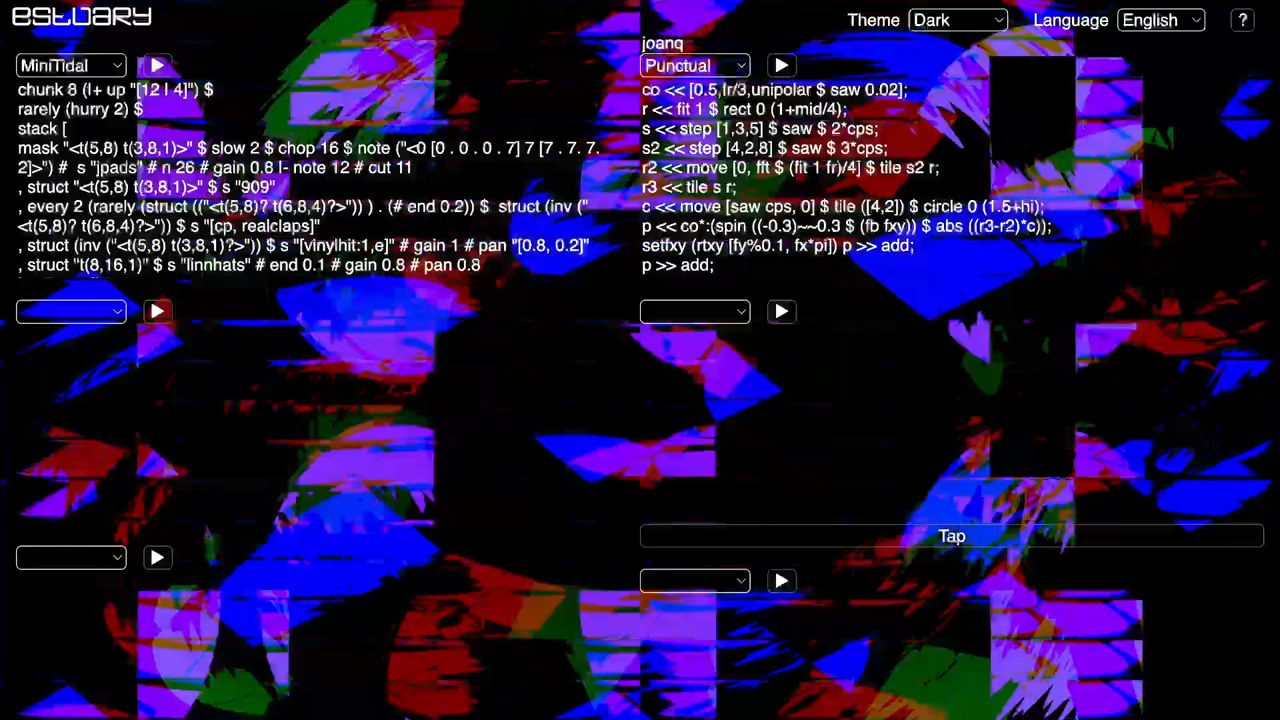 estuary
Theme Dark Language English ?
MiniTidal
chunk 8 (|+ up "[12 | 4]") $
rarely (hurry 2) $
stack [
mask "<t(5,8) t(3,8,1)>" $ slow 2 $ chop 16 $ note ("<0 [0 . 0 . 0 7] 7 [7 . 7 . 7.
2]>") # s "jpads" # n 26 # gain 0.8 |- note 12 # cut 11
, struct "<t(5,8) t(3,8,1)>" $ s "909"
, every 2 (rarely (struct (("<t(5,8)? t(6,8,4)?>")) ) . (# end 0.2)) $ struct (inv ("
<t(5,8)? t(6,8,4)?>")) $ s "[cp, realclaps]"
, struct (inv ("<t(5,8) t(3,8,1)?>")) $ s "[vinylhit:1,e]" # gain 1 # pan "[0.8, 0.2]"
, struct "t(8,16,1)" $ s "linnhats" # end 0.1 # gain 0.8 # pan 0.8
joanq
Punctual
co << [0.5,lr/3,unipolar $ saw 0.02];
r << fit 1 $ rect 0 (1+mid/4);
s << step [1,3,5] $ saw $ 2*cps;
s2 << step [4,2,8] $ saw $ 3*cps;
r2 << move [0, fft $ (fit 1 fr)/4] $ tile s2 r;
r3 << tile s r;
c << move [saw cps, 0] $ tile ([4,2]) $ circle 0 (1.5+hi);
p << co*:(spin ((-0.3)~~0.3 $ (fb fxy)) $ abs ((r3-r2)*c));
setfxy (rtxy [fy%0.1, fx*pi]) p >> add;
p >> add;
Tap